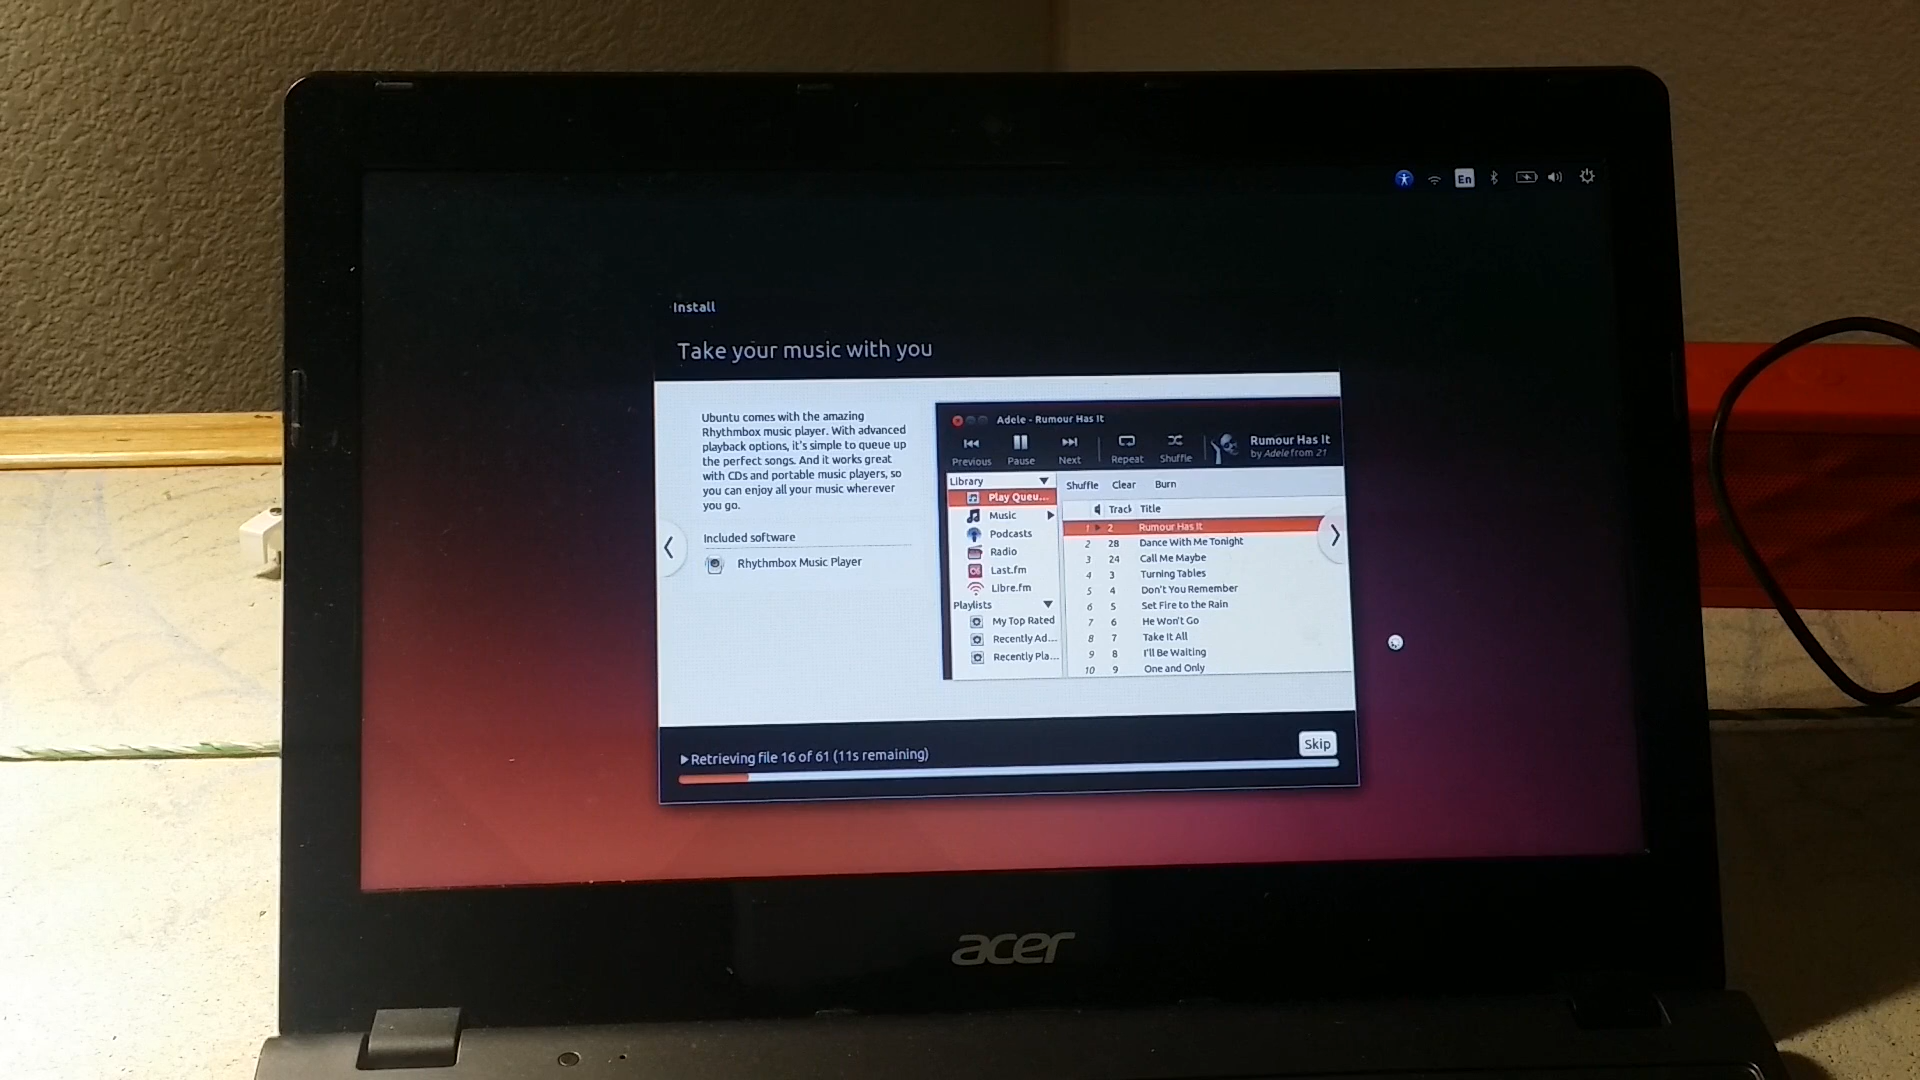 En
Install
Take your music with you
Ubuntu comes with the amazing
Rhythmbox music player. With advanced
playback options, it's simple to queue up
the perfect songs. And it works great
with CDs and portable music players, so
you can enjoy all your music wherever
you go.
Included software
Rhythmbox Music Player
Adele - Rumour Has It
Previous Pause Next Repeat Shuffle
Rumour Has It
by Adele from 21
Library
Play Queu...
Music
Podcasts
Radio
Last.fm
Libre.fm
Playlists
My Top Rated
Recently Ad...
Recently Pla...
Shuffle Clear Burn
Track Title
1 2 Rumour Has It
2 28 Dance With Me Tonight
3 24 Call Me Maybe
4 3 Turning Tables
5 4 Don't You Remember
6 5 Set Fire to the Rain
7 6 He Won't Go
8 7 Take It All
9 8 I'll Be Waiting
10 9 One and Only
Retrieving file 16 of 61 (11s remaining)
Skip
acer